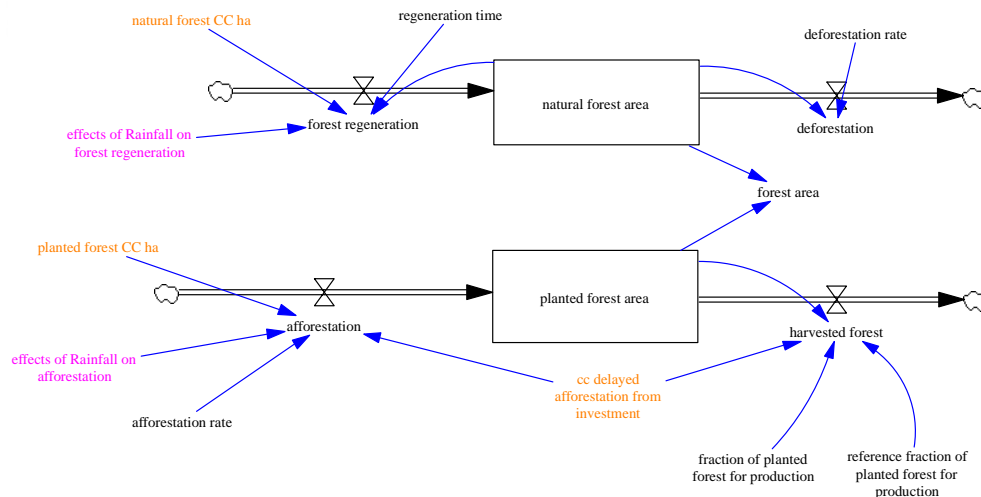 natural forest CC ha
regeneration time
deforestation rate
natural forest area
forest regeneration
deforestation
effects of Rainfall on
forest regeneration
forest area
planted forest CC ha
planted forest area
afforestation
harvested forest
effects of Rainfall on
afforestation
cc delayed
afforestation from
investment
afforestation rate
fraction of planted
forest for production
reference fraction of
planted forest for
production